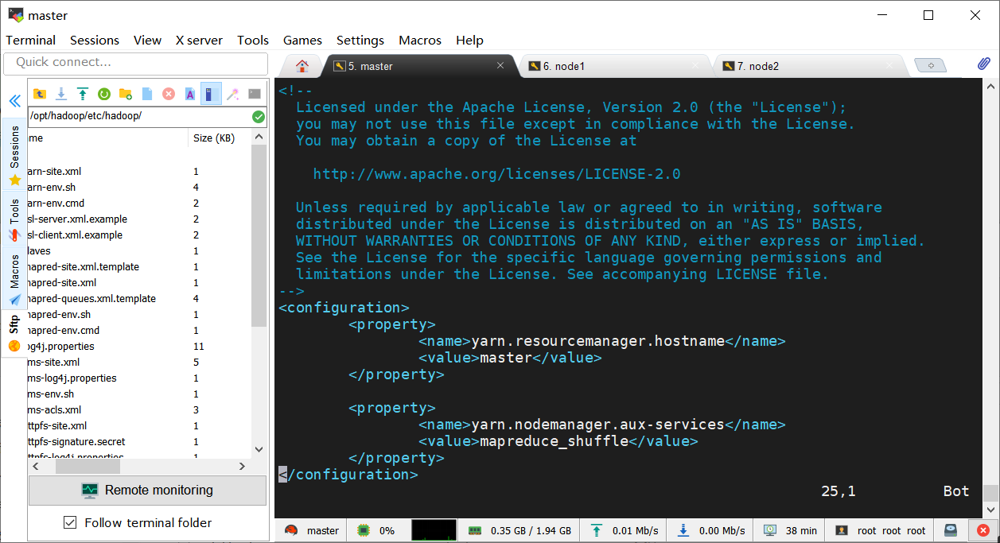 master
Terminal Sessions View X server Tools Games Settings Macros Help
Quick connect...
5. master
6. node1
7. node2
/opt/hadoop/etc/hadoop/
Sessions
Tools
Macros
Sftp
me Size (KB)
arn-site.xml 1
arn-env.sh 4
arn-env.cmd 2
sl-server.xml.example 2
sl-client.xml.example 2
laves 1
napred-site.xml.template 1
napred-site.xml 1
napred-queues.xml.template 4
napred-env.sh 1
napred-env.cmd 1
og4j.properties 11
ms-site.xml 5
ms-log4j.properties 1
ms-env.sh 1
ms-acls.xml 3
ttpfs-site.xml 1
ttpfs-signature.secret 1
ttpfs-log4j.properties 1
Remote monitoring
Follow terminal folder
<!--
Licensed under the Apache License, Version 2.0 (the "License");
you may not use this file except in compliance with the License.
You may obtain a copy of the License at
http://www.apache.org/licenses/LICENSE-2.0
Unless required by applicable law or agreed to in writing, software
distributed under the License is distributed on an "AS IS" BASIS,
WITHOUT WARRANTIES OR CONDITIONS OF ANY KIND, either express or implied.
See the License for the specific language governing permissions and
limitations under the License. See accompanying LICENSE file.
-->
<configuration>
<property>
<name>yarn.resourcemanager.hostname</name>
<value>master</value>
</property>
<property>
<name>yarn.nodemanager.aux-services</name>
<value>mapreduce_shuffle</value>
</property>
</configuration>
25,1 Bot
master 0% 0.35 GB / 1.94 GB 0.01 Mb/s 0.00 Mb/s 38 min root root root